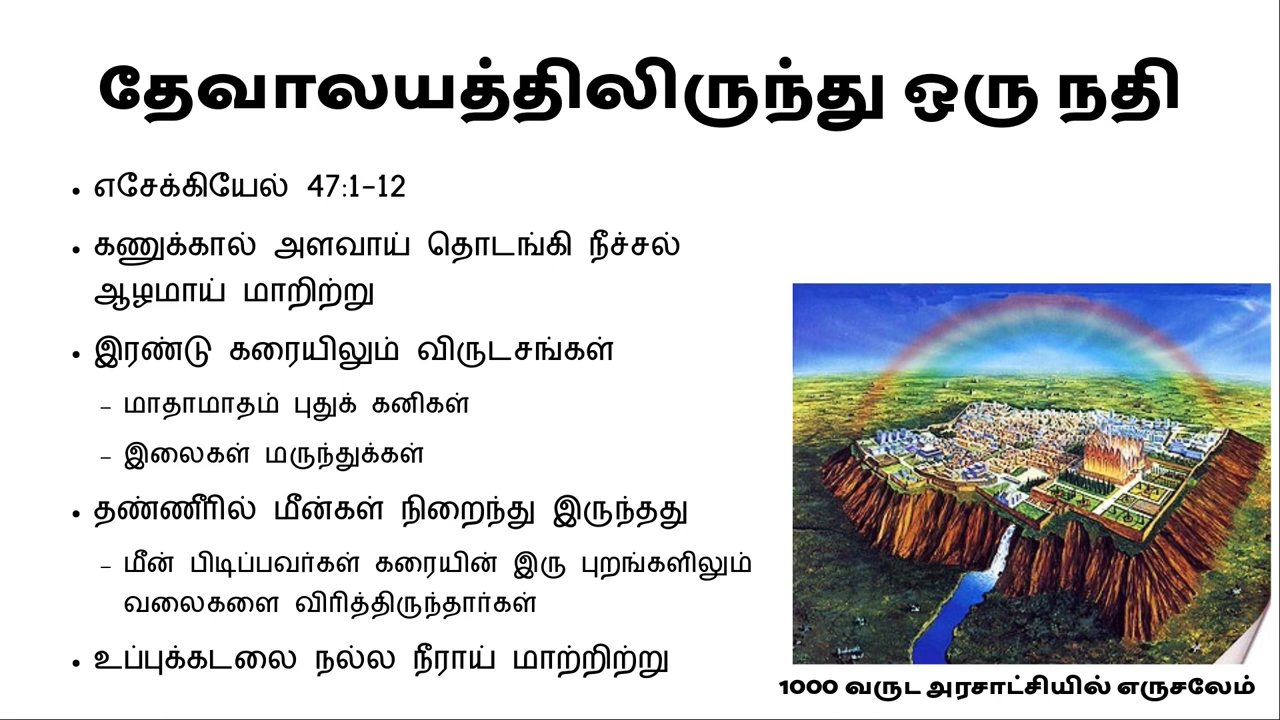 தேவாலயத்திலிருந்து ஒரு நதி
• எசேக்கியேல் 47:1-12
• கணுக்கால் அளவாய் தொடங்கி நீச்சல்
ஆழமாய் மாறிற்று
• இரண்டு கரையிலும் விருடசங்கள்
– மாதாமாதம் புதுக் கனிகள்
– இலைகள் மருந்துக்கள்
• தண்ணீரில் மீன்கள் நிறைந்து இருந்தது
– மீன் பிடிப்பவர்கள் கரையின் இரு புறங்களிலும்
வலைகளை விரித்திருந்தார்கள்
• உப்புக்கடலை நல்ல நீராய் மாற்றிற்று
1000 வருட அரசாட்சியில் எருசலேம்